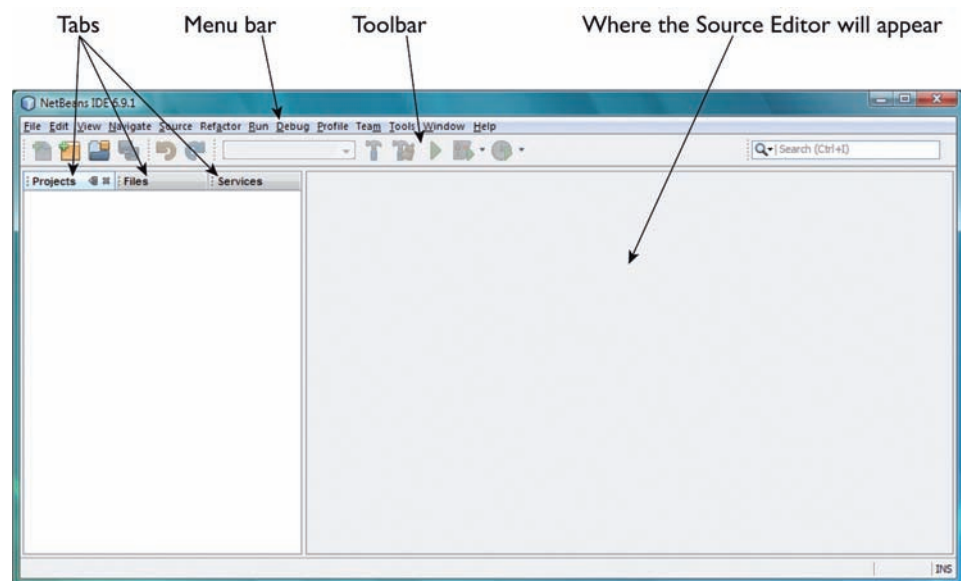 Tabs Menu bar Toolbar Where the Source Editor will appear
NetBeans IDE 6.9.1
File Edit View Navigate Source Refactor Run Debug Profile Team Tools Window Help
Search (Ctrl+I)
Projects Files Services
INS